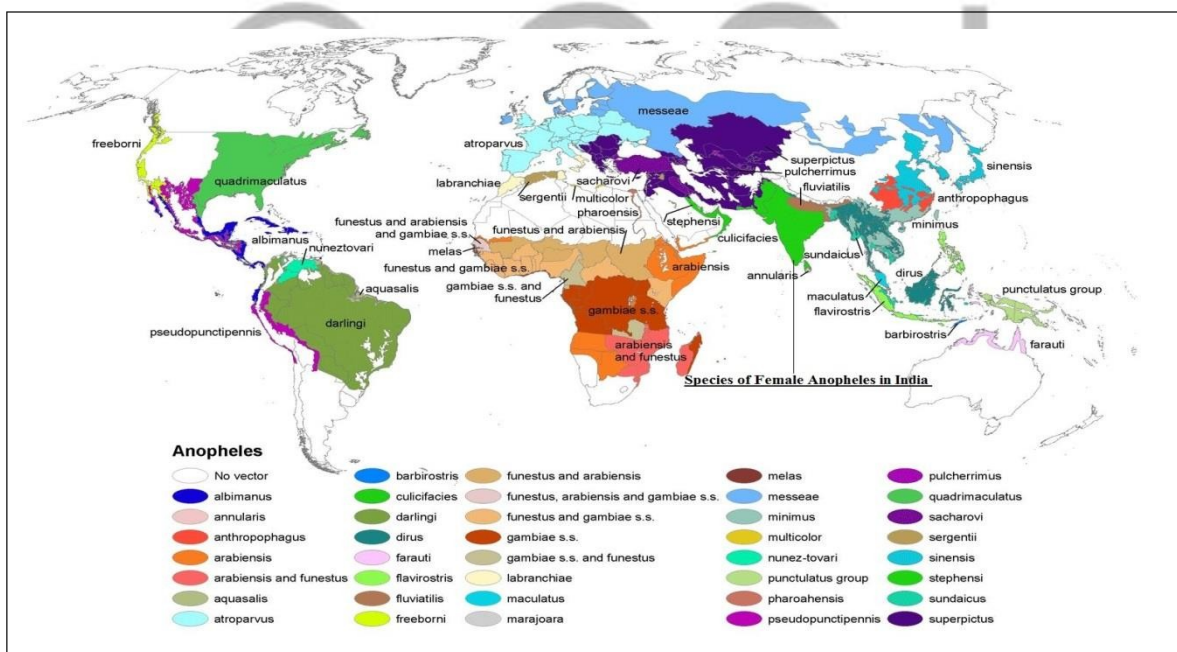 messeae
freeborni
atroparvus
superpictus
pulcherrimus
sinensis
quadrimaculatus
labranchiae
sacharovi
fluviatilis
sergentii
multicolor
anthropophagus
pharoensis
stephensi
funestus and arabiensis
and gambiae s.s.
funestus and arabiensis
minimus
albimanus
culicifacies
nuneztovari
melas
sundaicus
arabiensis
funestus and gambiae s.s.
annularis
dirus
aquasalis
gambiae s.s. and
funestus
punctulatus group
maculatus
gambiae s.s.
flavirostris
darlingi
pseudopunctipennis
barbirostris
farauti
arabiensis
and funestus
Species of Female Anopheles in India
Anopheles
No vector
albimanus
annularis
anthropophagus
arabiensis
arabiensis and funestus
aquasalis
atroparvus
barbirostris
culicifacies
darlingi
dirus
farauti
flavirostris
fluviatilis
freeborni
funestus and arabiensis
funestus, arabiensis and gambiae s.s.
funestus and gambiae s.s.
gambiae s.s.
gambiae s.s. and funestus
labranchiae
maculatus
marajoara
melas
messeae
minimus
multicolor
nunez-tovari
punctulatus group
pharoahensis
pseudopunctipennis
pulcherrimus
quadrimaculatus
sacharovi
sergentii
sinensis
stephensi
sundaicus
superpictus